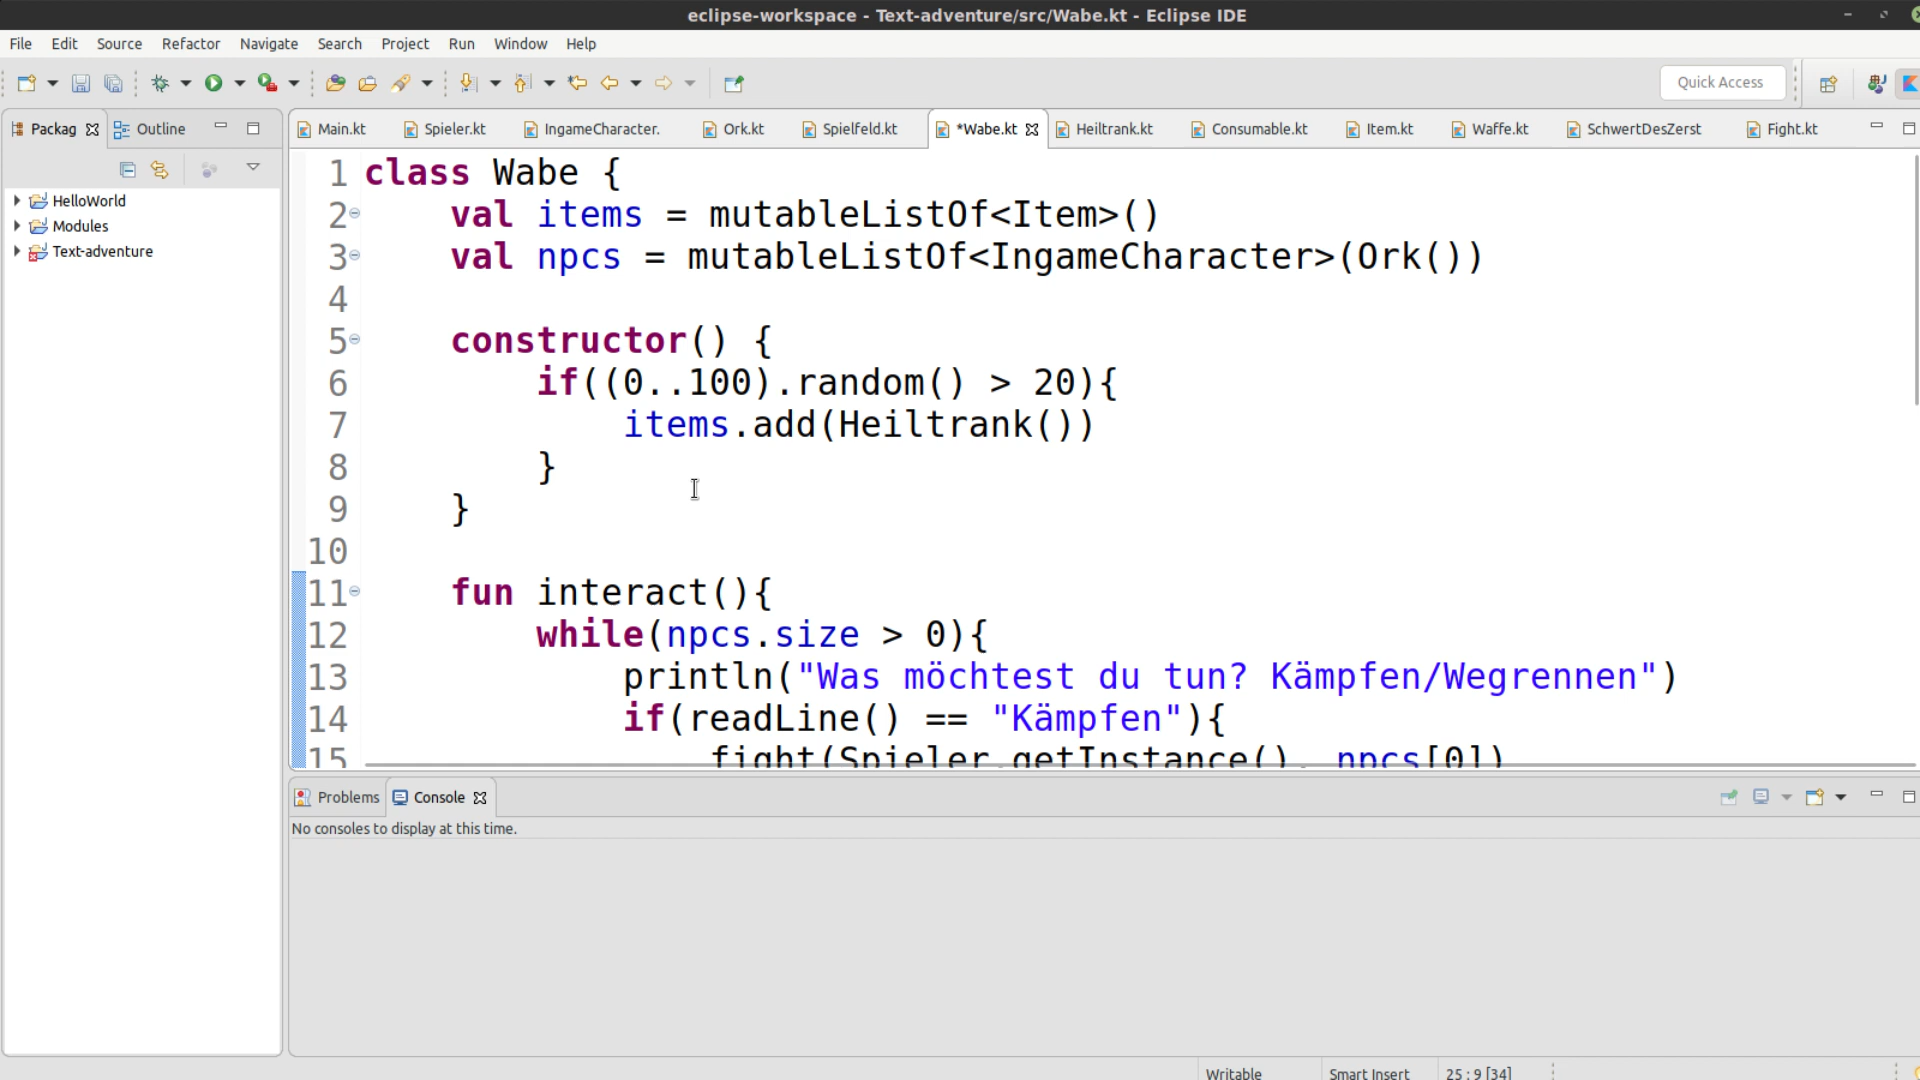 eclipse-workspace - Text-adventure/src/Wabe.kt - Eclipse IDE
File Edit Source Refactor Navigate Search Project Run Window Help
Quick Access
Packag Outline
Main.kt Spieler.kt IngameCharacter. Ork.kt Spielfeld.kt *Wabe.kt Heiltrank.kt Consumable.kt Item.kt Waffe.kt SchwertDesZerst Fight.kt
HelloWorld
Modules
Text-adventure
1 class Wabe {
2 val items = mutableListOf<Item>()
3 val npcs = mutableListOf<IngameCharacter>(Ork())
4
5 constructor() {
6 if((0..100).random() > 20){
7 items.add(Heiltrank())
8 }
9 }
10
11 fun interact(){
12 while(npcs.size > 0){
13 println("Was möchtest du tun? Kämpfen/Wegrennen")
14 if(readLine() == "Kämpfen"){
15 fight(Spieler.getInstance(), npcs[0])
Problems Console
No consoles to display at this time.
Writable Smart Insert 25 : 9 [34]